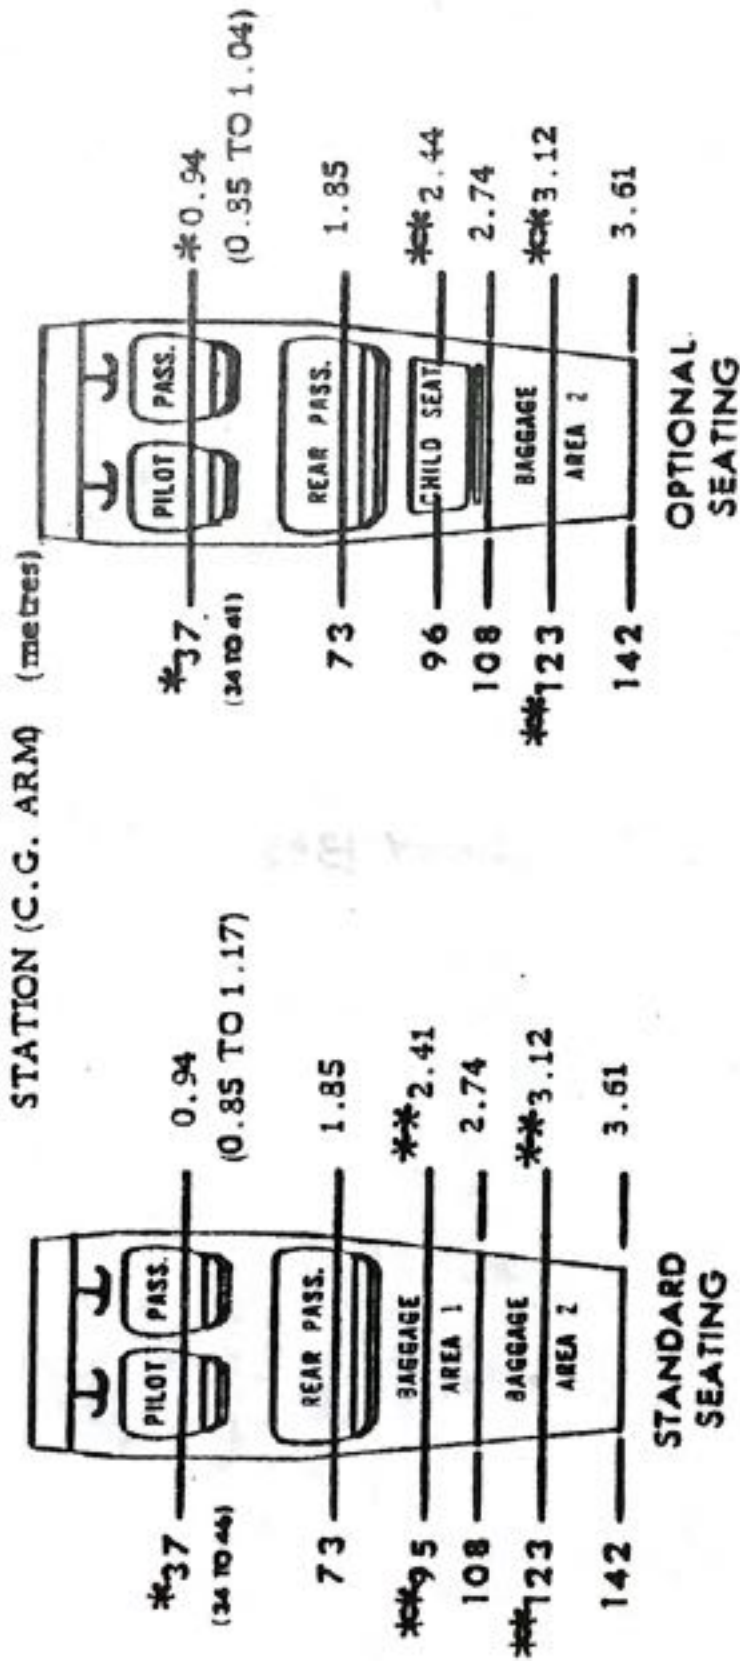 STATION (C.G. ARM) (metres)
PILOT PASS.
*37 0.94
(34 TO 46) (0.85 TO 1.17)
REAR PASS.
73 1.85
BAGGAGE
**95 **2.41
AREA 1
108 2.74
BAGGAGE
**123 **3.12
AREA 2
142 3.61
STANDARD
SEATING
PILOT PASS.
*37 *0.94
(34 TO 41) (0.85 TO 1.04)
REAR PASS.
73 1.85
CHILD SEAT
96 **2.44
108 2.74
BAGGAGE
**123 **3.12
AREA 2
142 3.61
OPTIONAL
SEATING